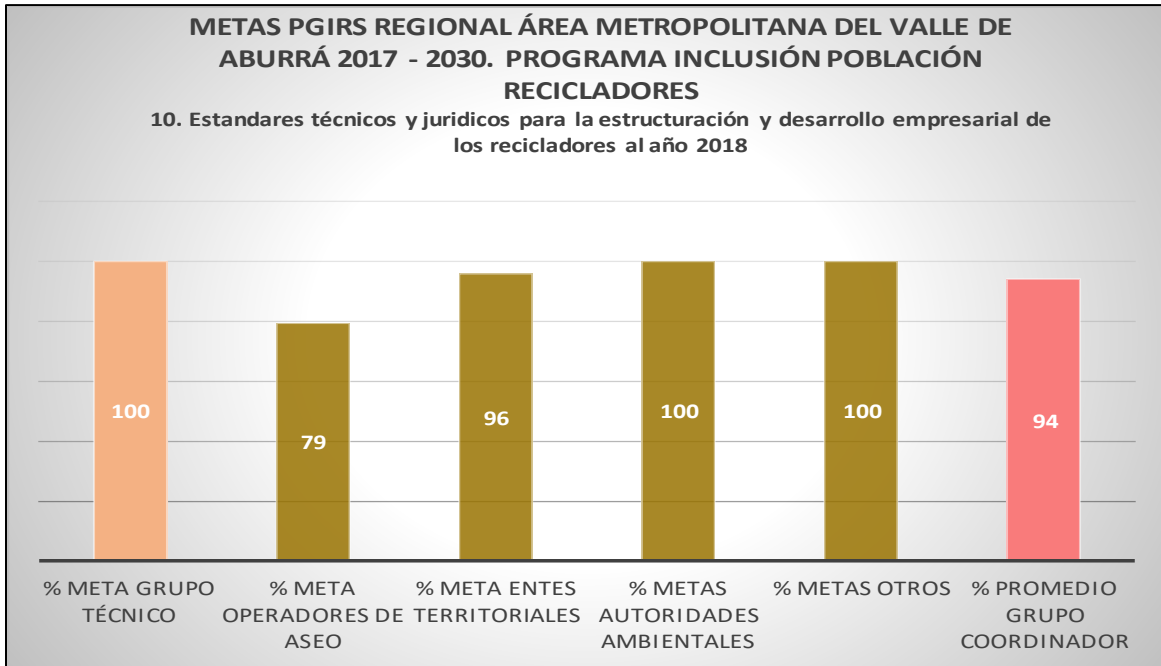 METAS PGIRS REGIONAL ÁREA METROPOLITANA DEL VALLE DE
ABURRÁ 2017 - 2030.  PROGRAMA INCLUSIÓN POBLACIÓN
RECICLADORES
10. Estandares técnicos y juridicos para la estructuración y desarrollo empresarial de
los recicladores al año 2018
100
79
96
100
100
94
% META GRUPO
TÉCNICO
% META
OPERADORES DE
ASEO
% META ENTES
TERRITORIALES
% METAS
AUTORIDADES
AMBIENTALES
% METAS OTROS
% PROMEDIO
GRUPO
COORDINADOR